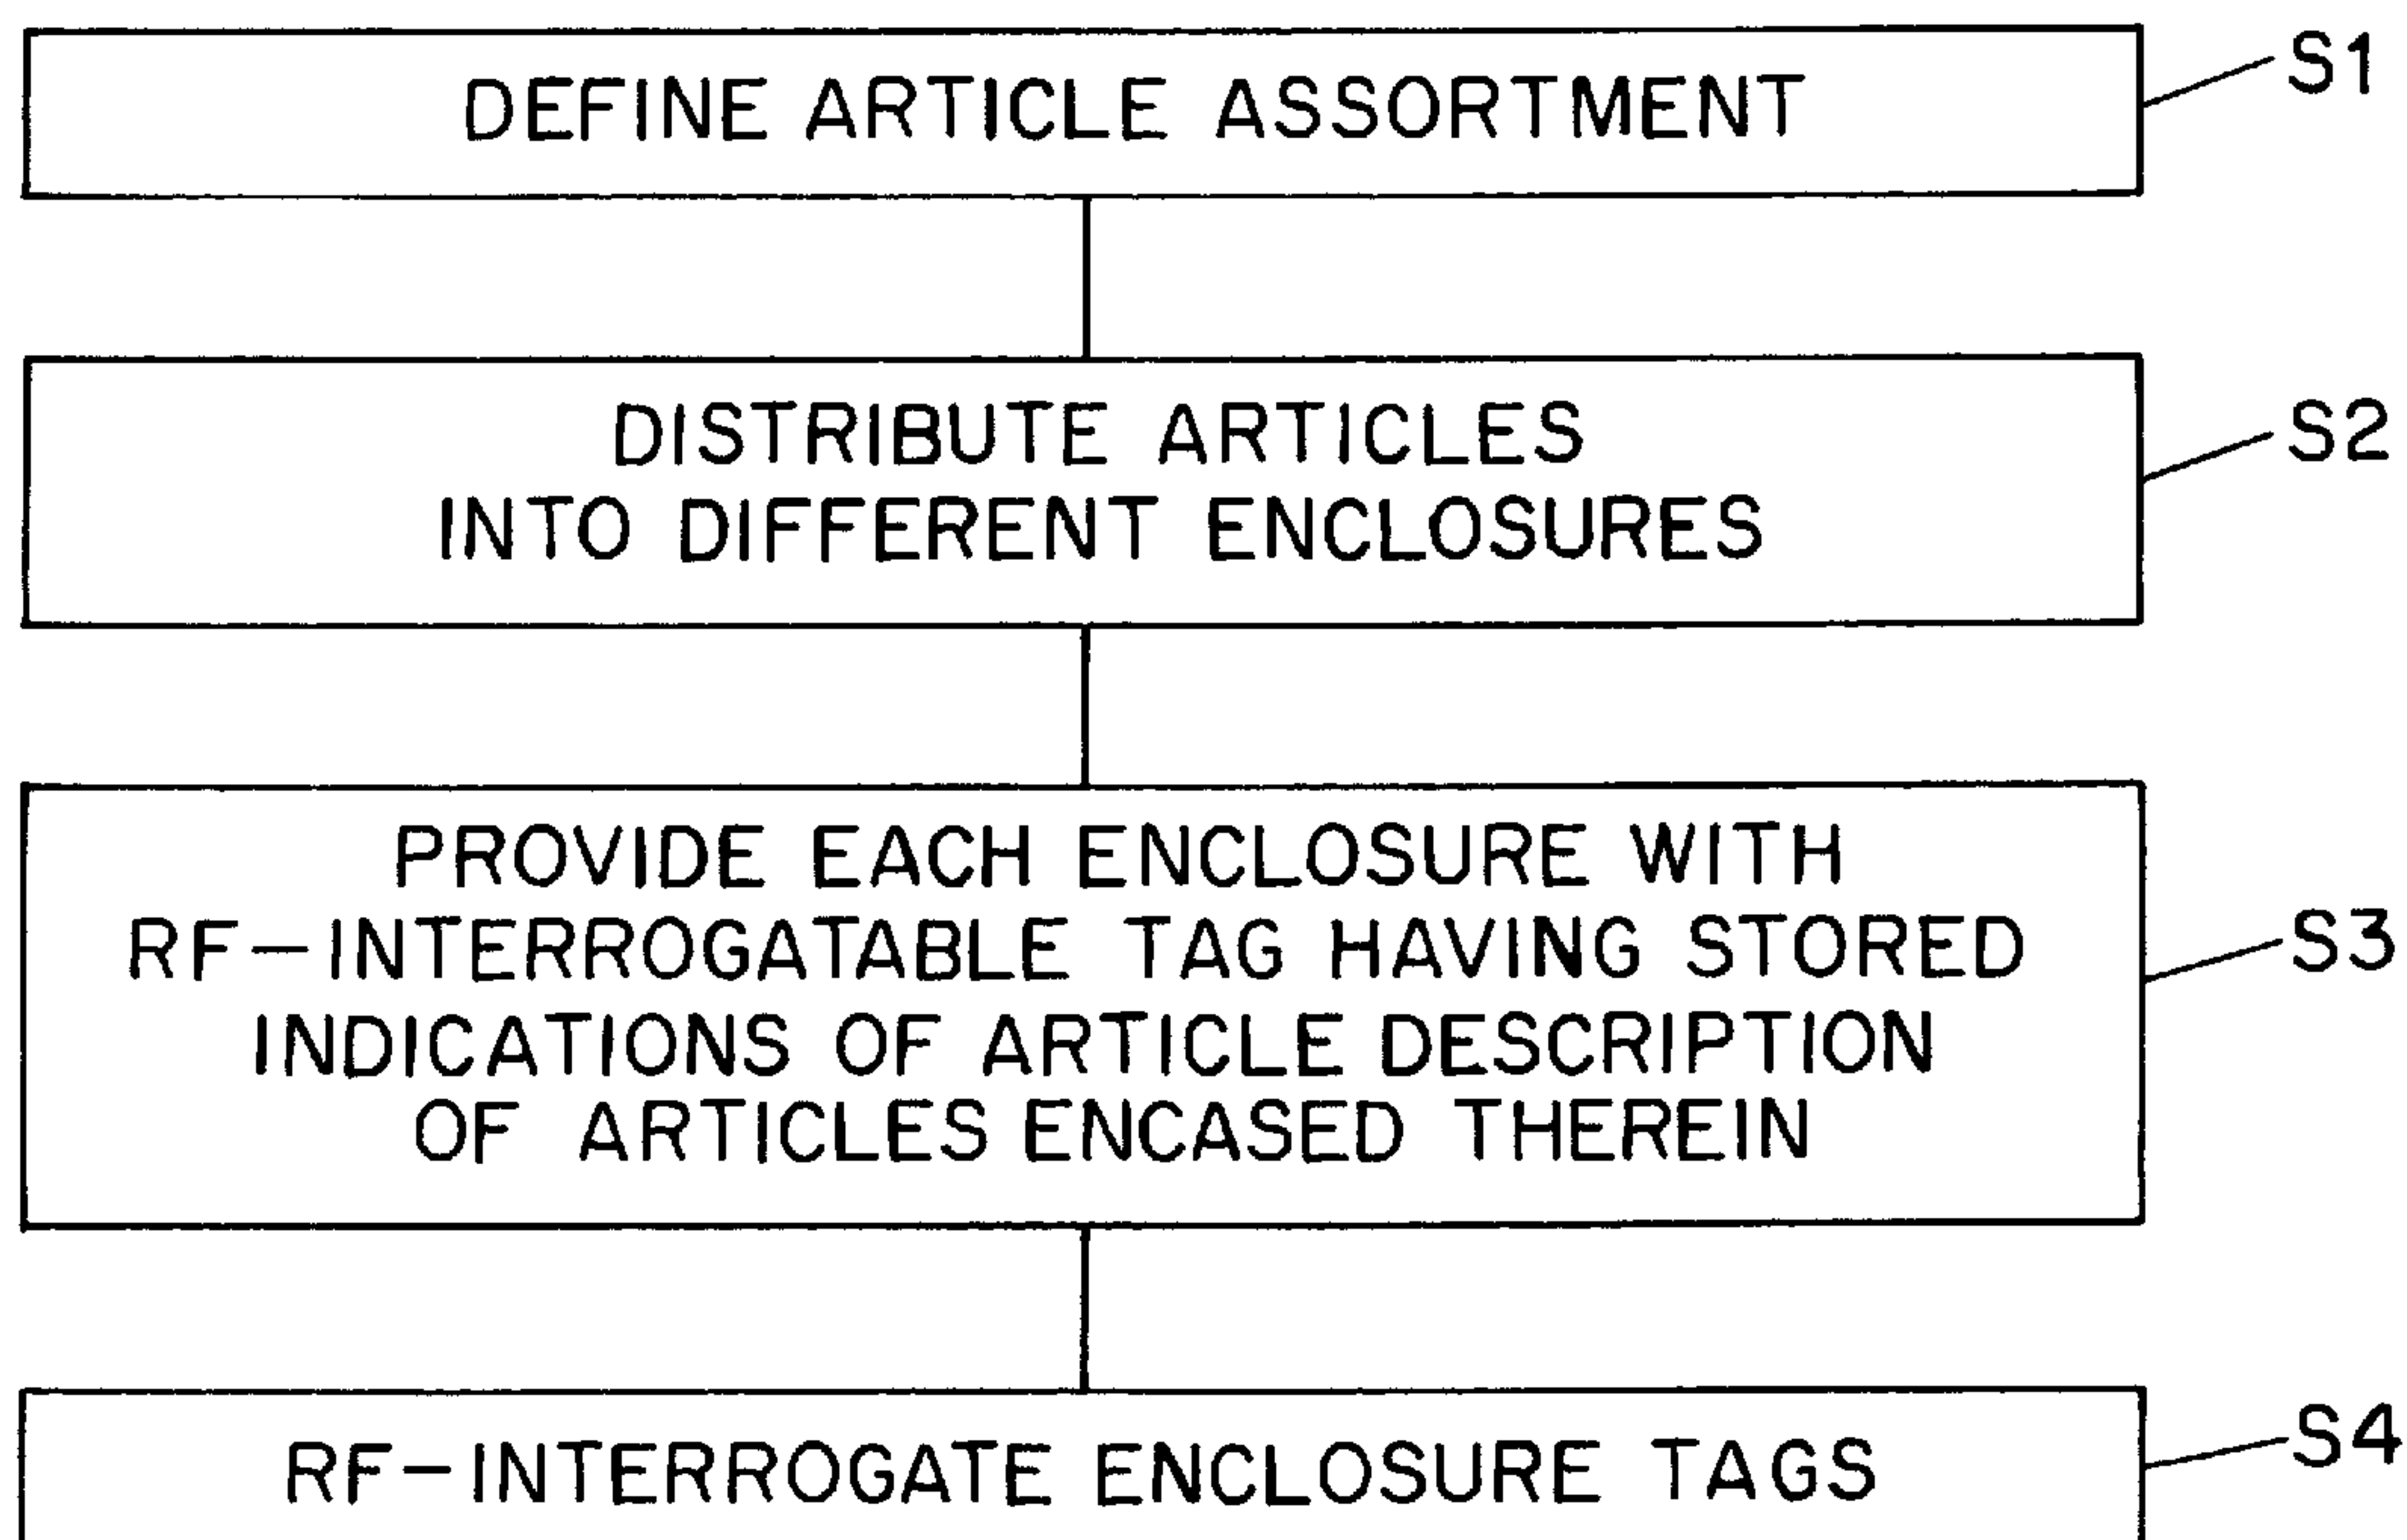 DEFINE ARTICLE ASSORTMENT
S1
DISTRIBUTE ARTICLES
INTO DIFFERENT ENCLOSURES
S2
PROVIDE EACH ENCLOSURE WITH
RF-INTERROGATABLE TAG HAVING STORED
INDICATIONS OF ARTICLE DESCRIPTION
OF ARTICLES ENCASED THEREIN
S3
RF-INTERROGATE ENCLOSURE TAGS
S4